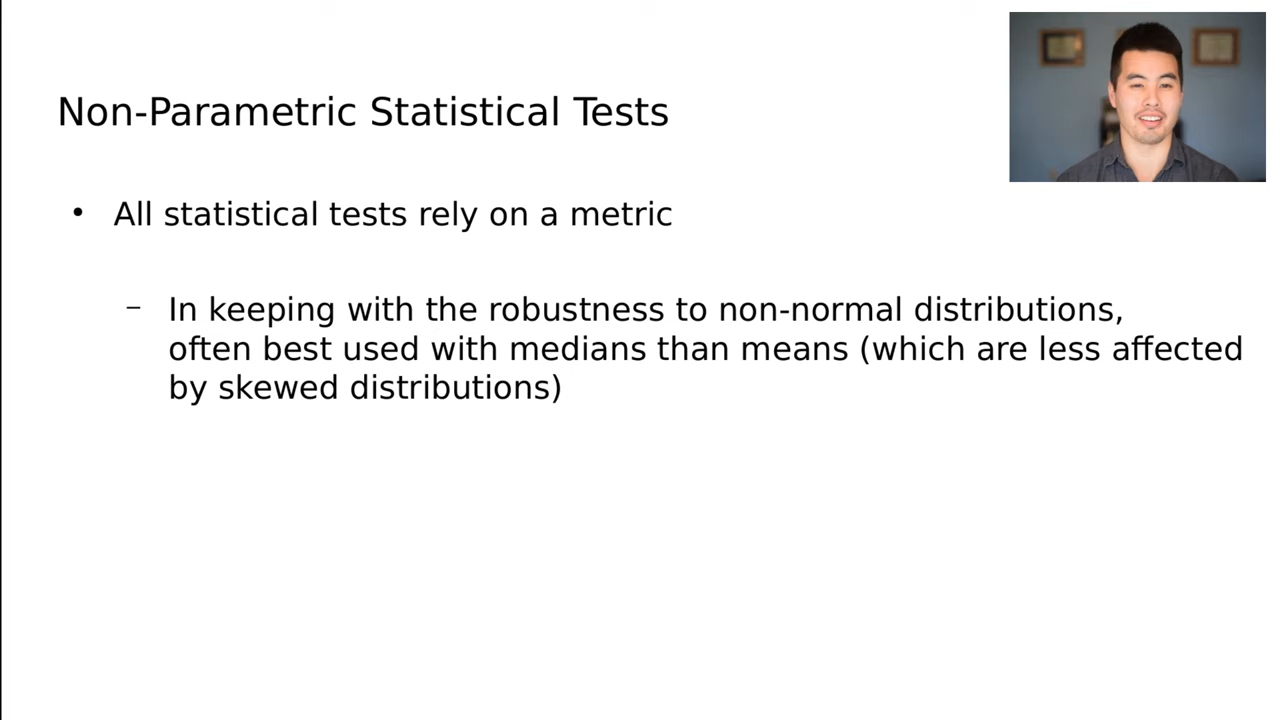 Non-Parametric Statistical Tests
• All statistical tests rely on a metric
– In keeping with the robustness to non-normal distributions,
often best used with medians than means (which are less affected
by skewed distributions)